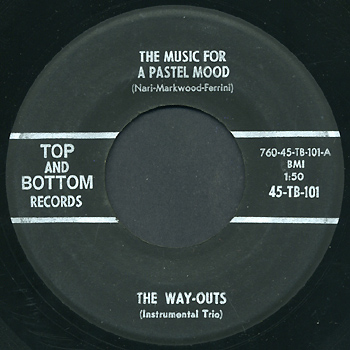 THE MUSIC FOR
A PASTEL MOOD
(Nari-Markwood-Ferrini)
TOP
AND
BOTTOM
RECORDS
760-45-TB-101-A
BMI
1:50
45-TB-101
THE WAY-OUTS
(Instrumental Trio)